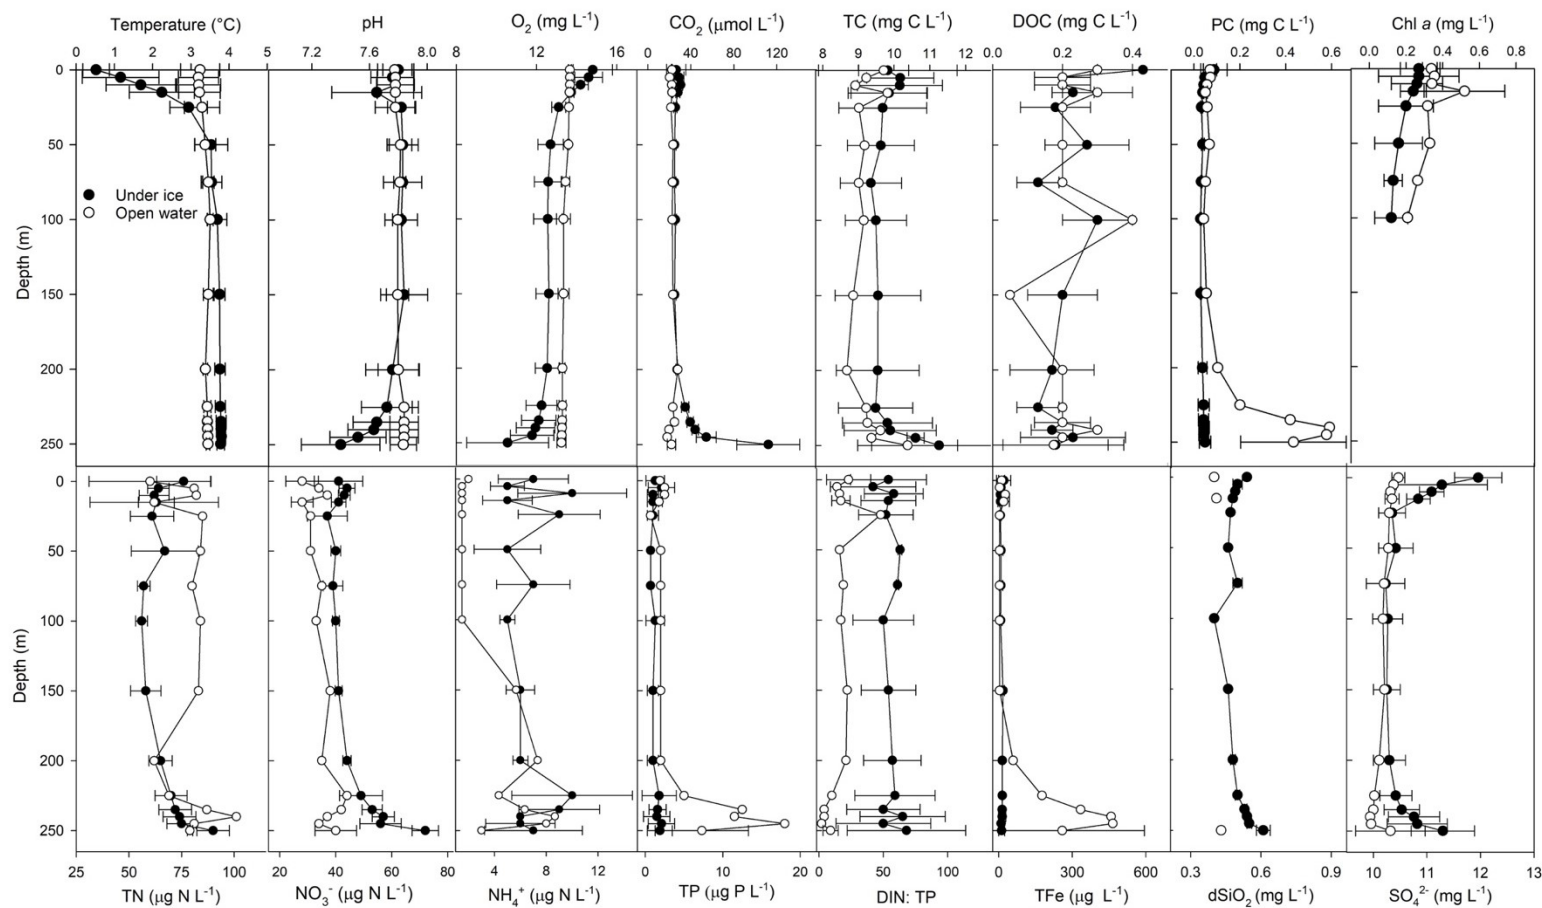 Temperature (°C) pH O₂ (mg L⁻¹) CO₂ (μmol L⁻¹) TC (mg C L⁻¹) DOC (mg C L⁻¹) PC (mg C L⁻¹) Chl a (mg L⁻¹)
0 1 2 3 4 5 7.2 7.6 8.0 8 12 16 0 40 80 120 8 9 10 11 12 0.0 0.2 0.4 0.0 0.2 0.4 0.6 0.0 0.2 0.4 0.6 0.8
0
50
Under ice
Open water
100
Depth (m)
150
200
250
0
50
100
Depth (m)
150
200
250
25 50 75 100 20 40 60 80 4 8 12 0 5 10 15 20 0 50 100 0 300 600 0.3 0.6 0.9 10 11 12 13
TN (μg N L⁻¹) NO₃⁻ (μg N L⁻¹) NH₄⁺ (μg N L⁻¹) TP (μg P L⁻¹) DIN: TP TFe (μg L⁻¹) dSiO₂ (mg L⁻¹) SO₄²⁻ (mg L⁻¹)